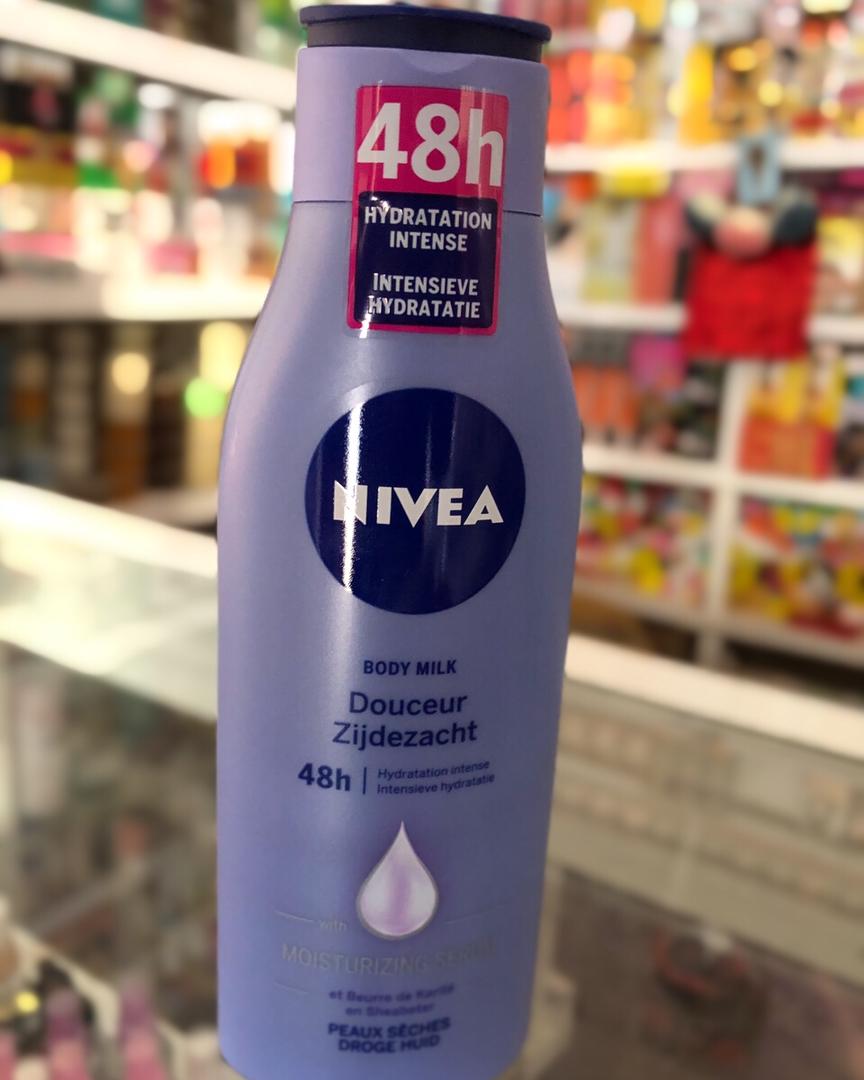 48h
HYDRATATION
INTENSE
INTENSIEVE
HYDRATATIE
NIVEA
BODY MILK
Douceur
Zijdezacht
48h | Hydratation intense
Intensieve hydratatie
with
MOISTURIZING SERUM
et Beurre de Karité
en Sheaboter
PEAUX SÈCHES
DROGE HUID